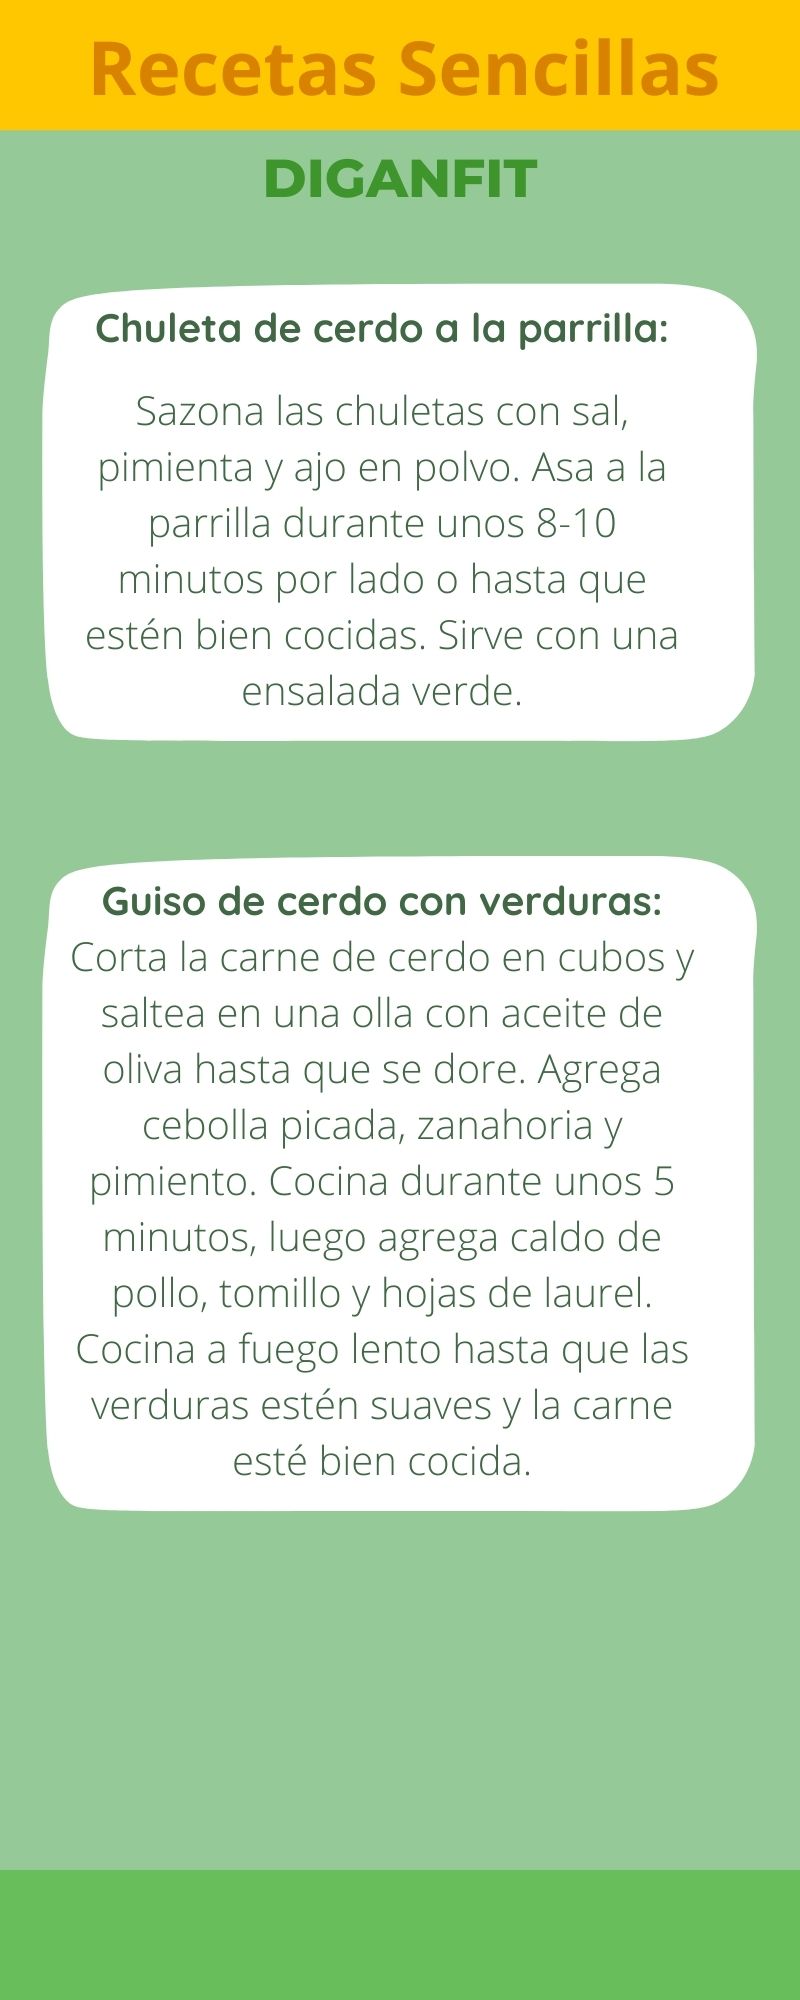 Recetas Sencillas
DIGANFIT
Chuleta de cerdo a la parrilla:
Sazona las chuletas con sal,
pimienta y ajo en polvo. Asa a la
parrilla durante unos 8-10
minutos por lado o hasta que
estén bien cocidas. Sirve con una
ensalada verde.
Guiso de cerdo con verduras:
Corta la carne de cerdo en cubos y
saltea en una olla con aceite de
oliva hasta que se dore. Agrega
cebolla picada, zanahoria y
pimiento. Cocina durante unos 5
minutos, luego agrega caldo de
pollo, tomillo y hojas de laurel.
Cocina a fuego lento hasta que las
verduras estén suaves y la carne
esté bien cocida.